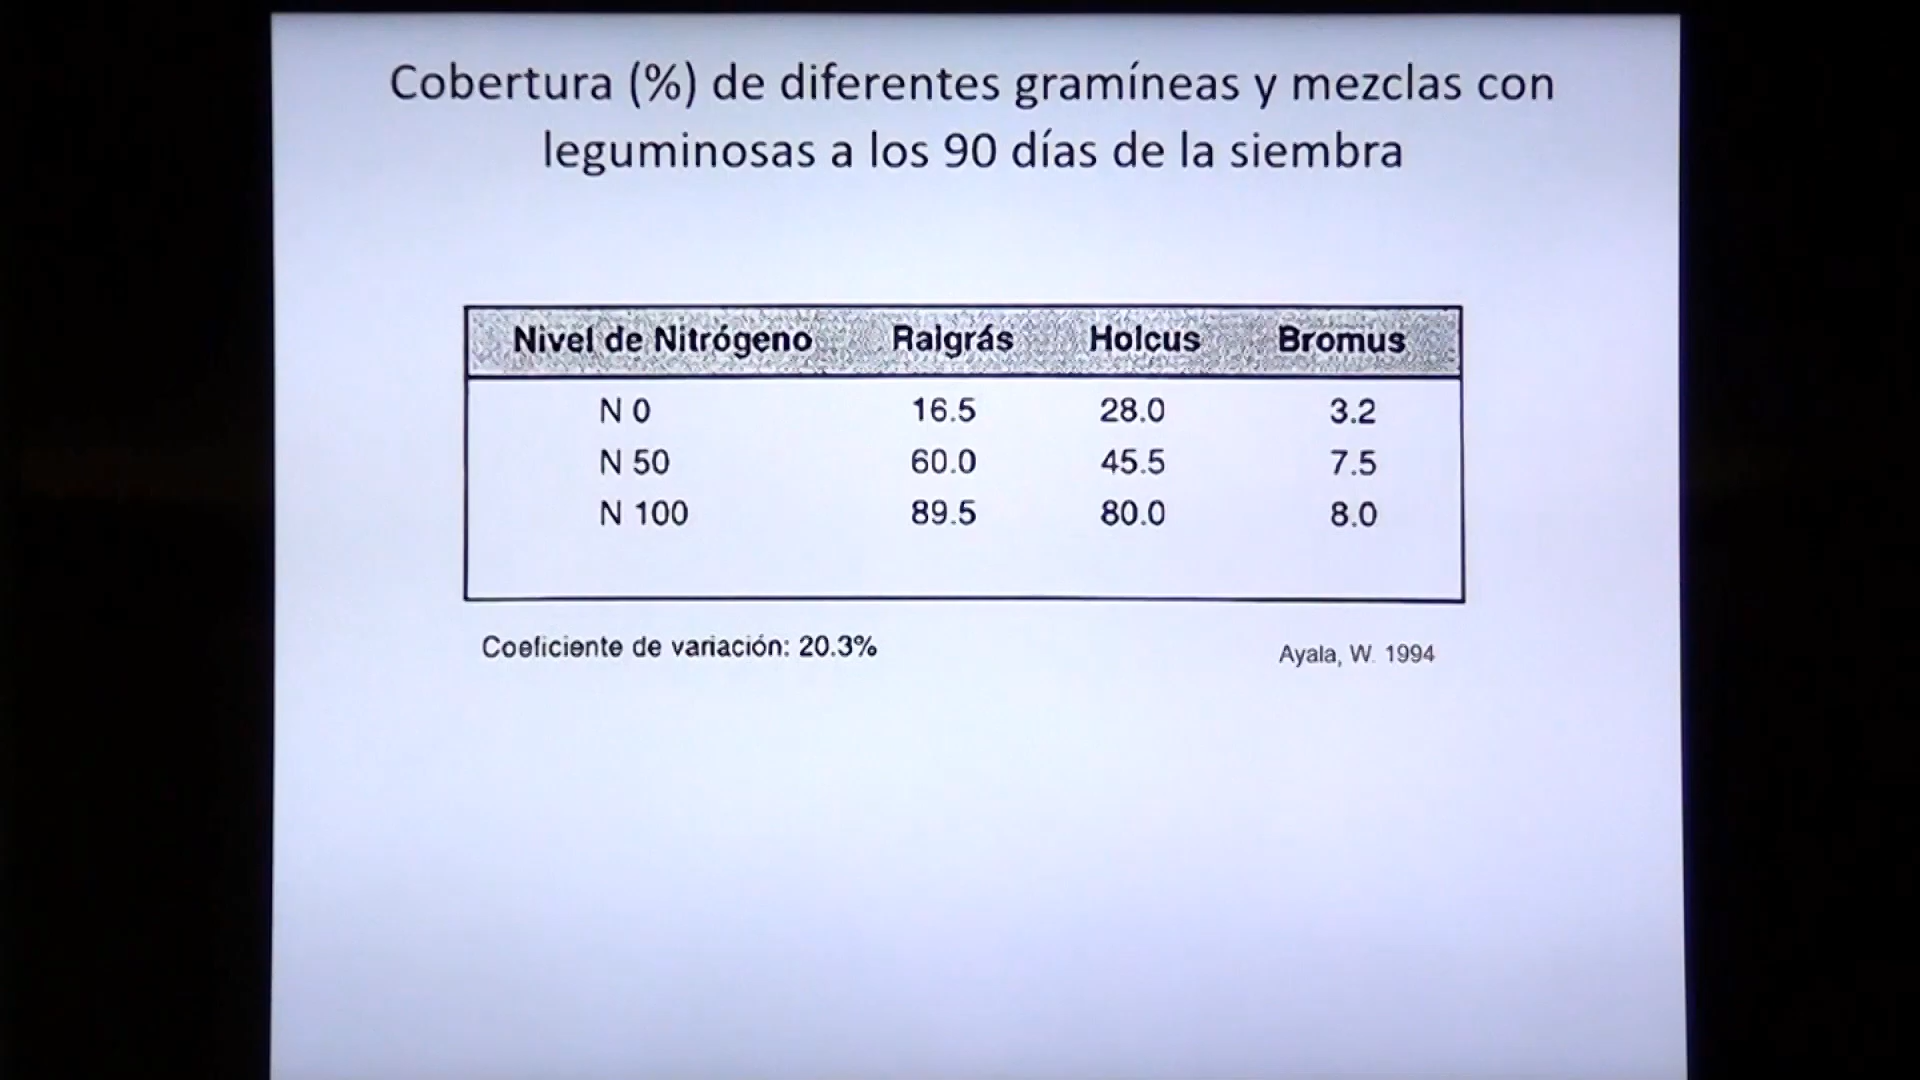 Cobertura (%) de diferentes gramíneas y mezclas con
leguminosas a los 90 días de la siembra
Nivel de Nitrógeno Raigrás Holcus Bromus
N 0 16.5 28.0 3.2
N 50 60.0 45.5 7.5
N 100 89.5 80.0 8.0
Coeficiente de variación: 20.3%
Ayala, W. 1994